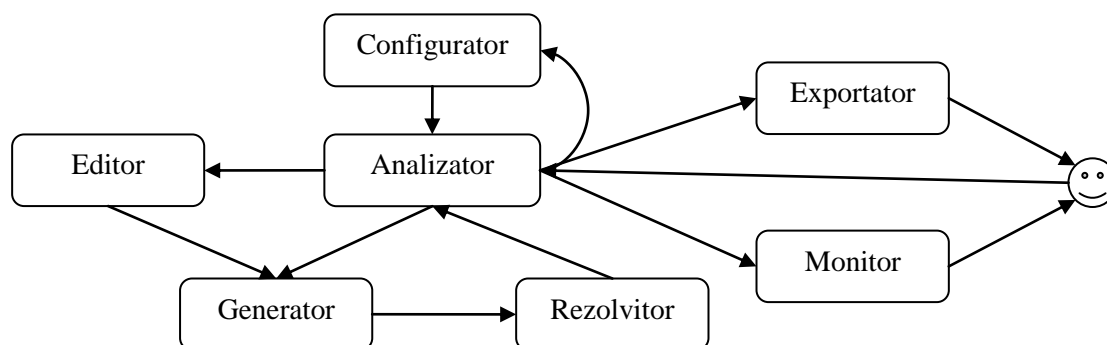 Configurator
Exportator
Editor
Analizator
Monitor
Generator
Rezolvitor